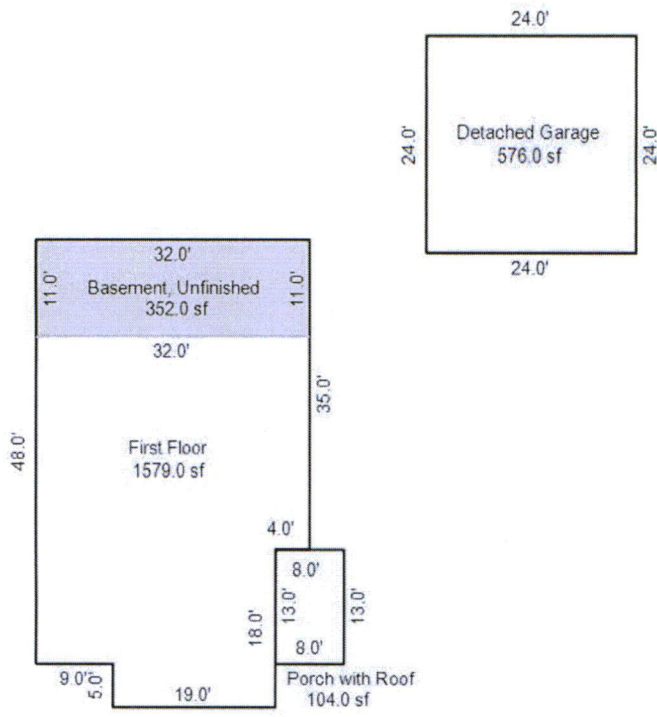 24.0'
24.0'
Detached Garage
576.0 sf
24.0'
24.0'
32.0'
11.0'
Basement, Unfinished
352.0 sf
11.0'
32.0'
35.0'
48.0'
First Floor
1579.0 sf
4.0'
8.0'
18.0'
13.0'
13.0'
8.0'
9.0'
5.0'
19.0'
Porch with Roof
104.0 sf